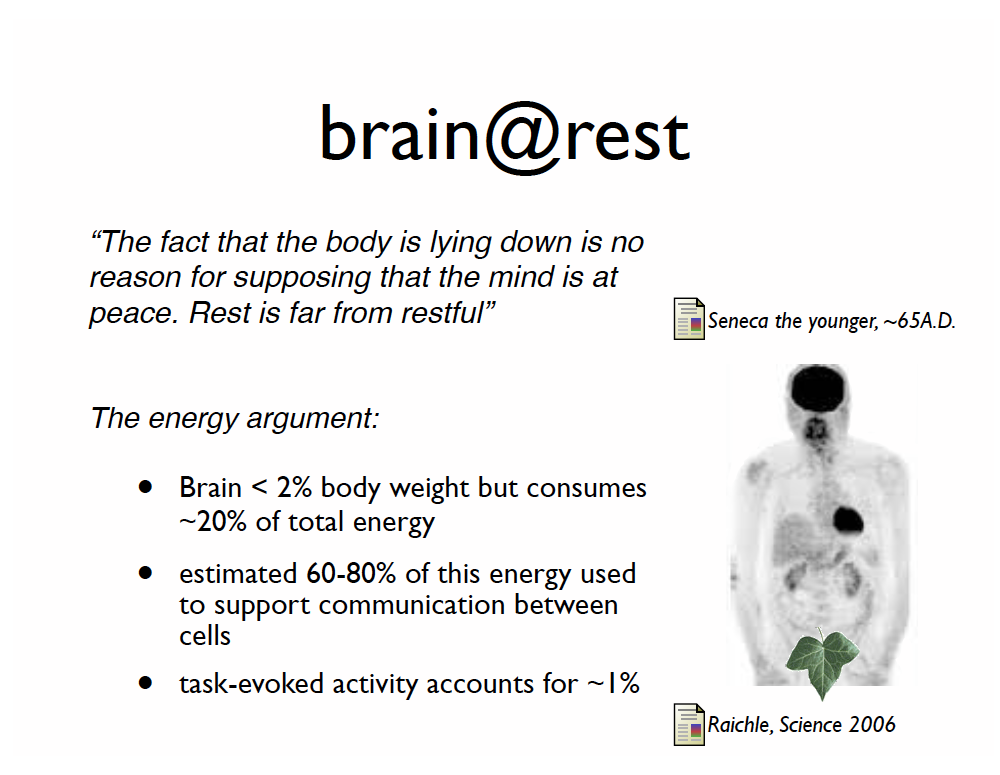 brain@rest
“The fact that the body is lying down is no
reason for supposing that the mind is at
peace. Rest is far from restful”
Seneca the younger, ~65A.D.
The energy argument:
• Brain < 2% body weight but consumes
~20% of total energy
• estimated 60-80% of this energy used
to support communication between
cells
• task-evoked activity accounts for ~1%
Raichle, Science 2006